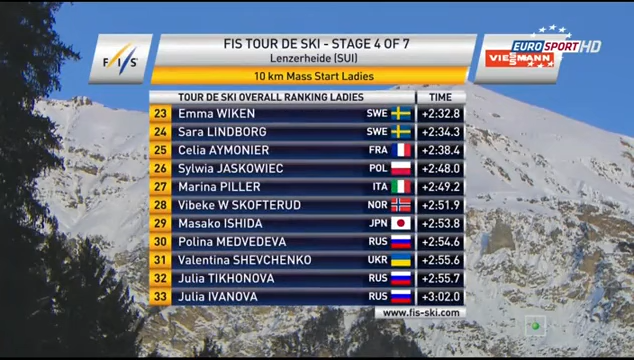 FIS TOUR DE SKI - STAGE 4 OF 7
Lenzerheide [SUI]
10 km Mass Start Ladies
F/I/S
EUROSPORT HD
VIESSMANN
TOUR DE SKI OVERALL RANKING LADIES TIME
23 Emma WIKEN SWE +2:32.8
24 Sara LINDBORG SWE +2:34.3
25 Celia AYMONIER FRA +2:38.4
26 Sylwia JASKOWIEC POL +2:48.0
27 Marina PILLER ITA +2:49.2
28 Vibeke W SKOFTERUD NOR +2:51.9
29 Masako ISHIDA JPN +2:53.8
30 Polina MEDVEDEVA RUS +2:54.6
31 Valentina SHEVCHENKO UKR +2:55.6
32 Julia TIKHONOVA RUS +2:55.7
33 Julia IVANOVA RUS +3:02.0
www.fis-ski.com